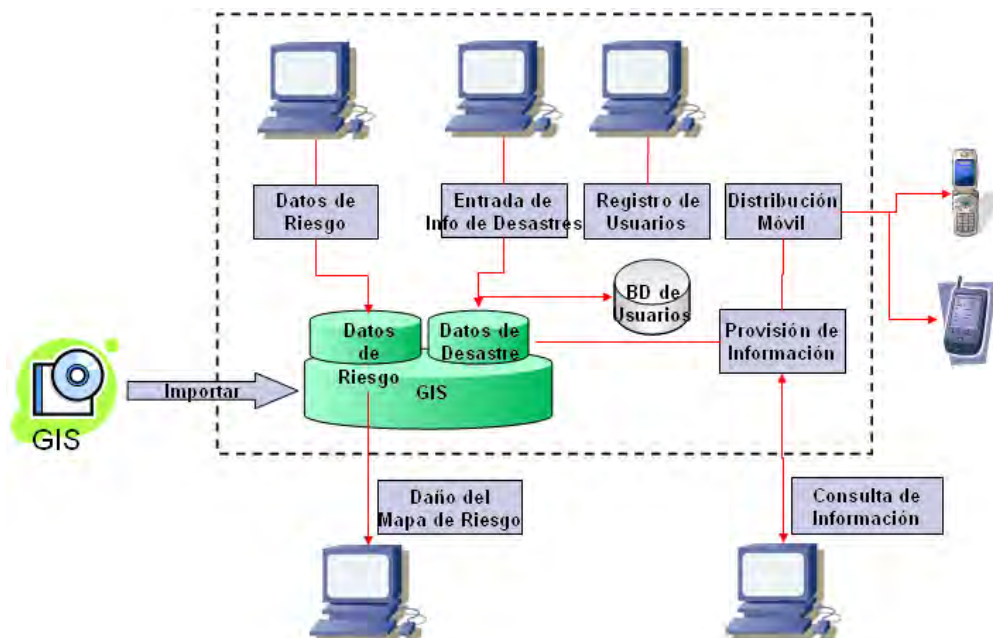 Datos de
Riesgo
Entrada de
Info de Desastres
Registro de
Usuarios
Distribución
Móvil
BD de
Usuarios
Datos
de
Riesgo
Datos de
Desastre
GIS
Provisión de
Información
Importar
GIS
Daño del
Mapa de Riesgo
Consulta de
Información